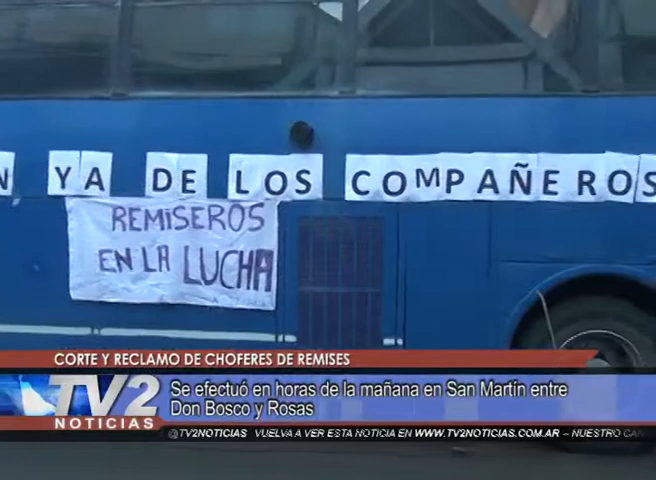 N YA DE LOS COMPAÑEROS
REMISEROS
EN LA LUCHA
CORTE Y RECLAMO DE CHOFERES DE REMISES
TV2
NOTICIAS
Se efectuó en horas de la mañana en San Martín entre
Don Bosco y Rosas
@TV2NOTICIAS VUELVA A VER ESTA NOTICIA EN WWW.TV2NOTICIAS.COM.AR – NUESTRO CAN